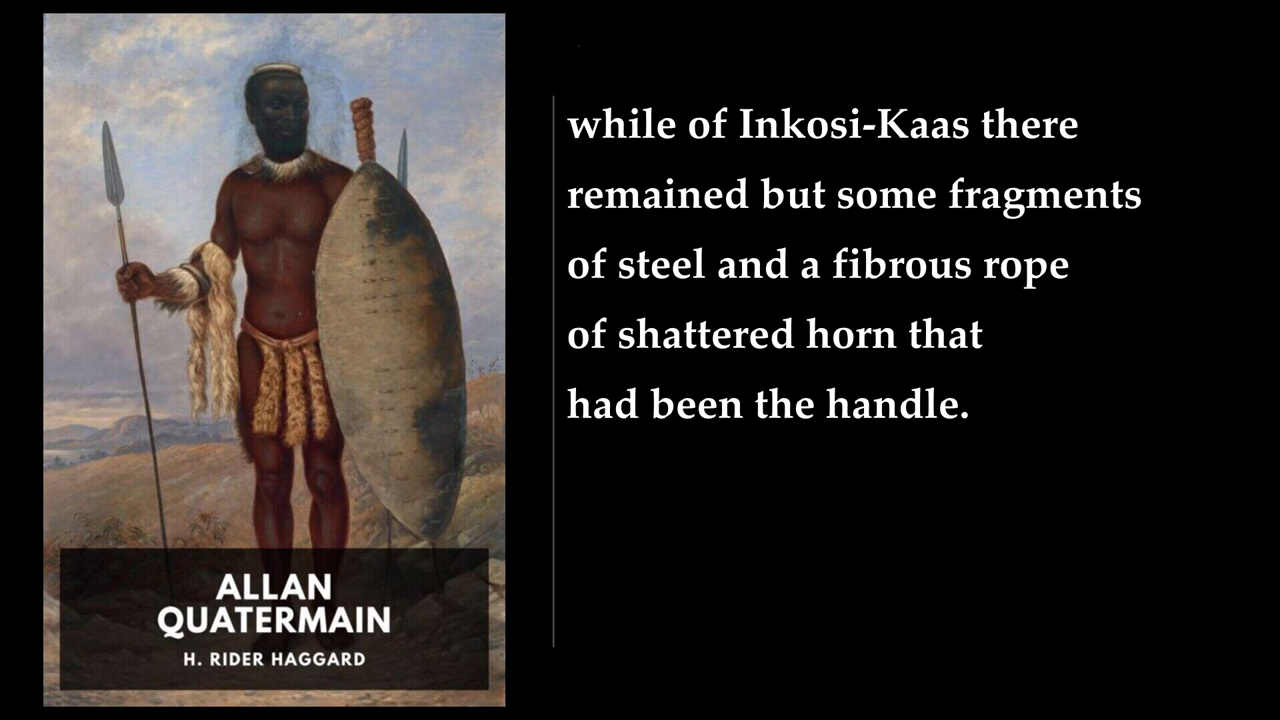 while of Inkosi-Kaas there
remained but some fragments
of steel and a fibrous rope
of shattered horn that
had been the handle.
ALLAN
QUATERMAIN
H. RIDER HAGGARD